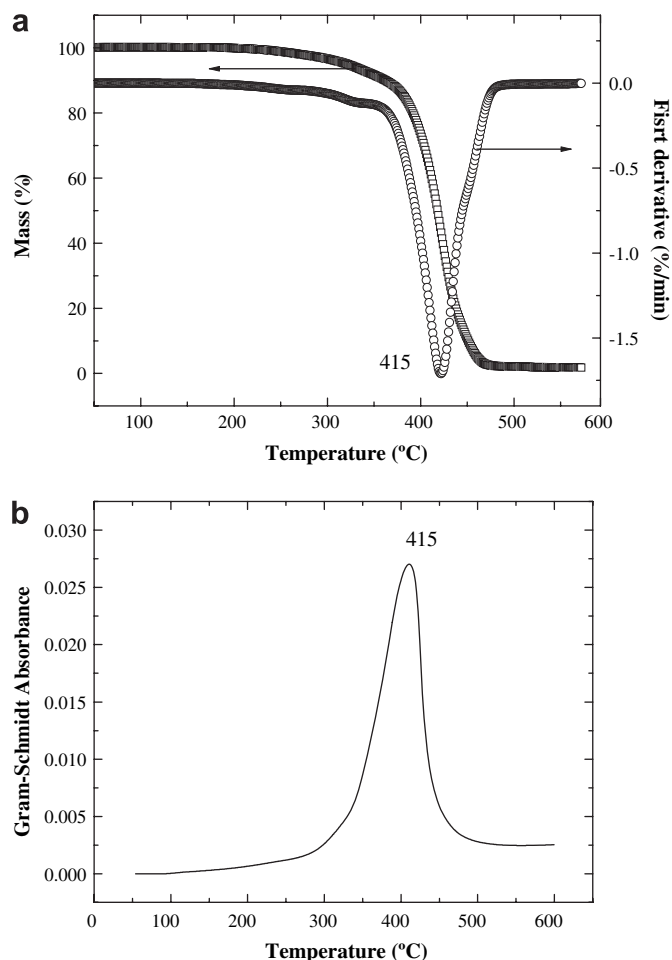 a
100
80
60
40
20
0
Mass (%)
0.0
-0.5
-1.0
-1.5
Fisrt derivative (%/min)
415
100 200 300 400 500 600
Temperature (ºC)
b
0.030
0.025
0.020
0.015
0.010
0.005
0.000
Gram-Schmidt Absorbance
415
0 100 200 300 400 500 600
Temperature (ºC)